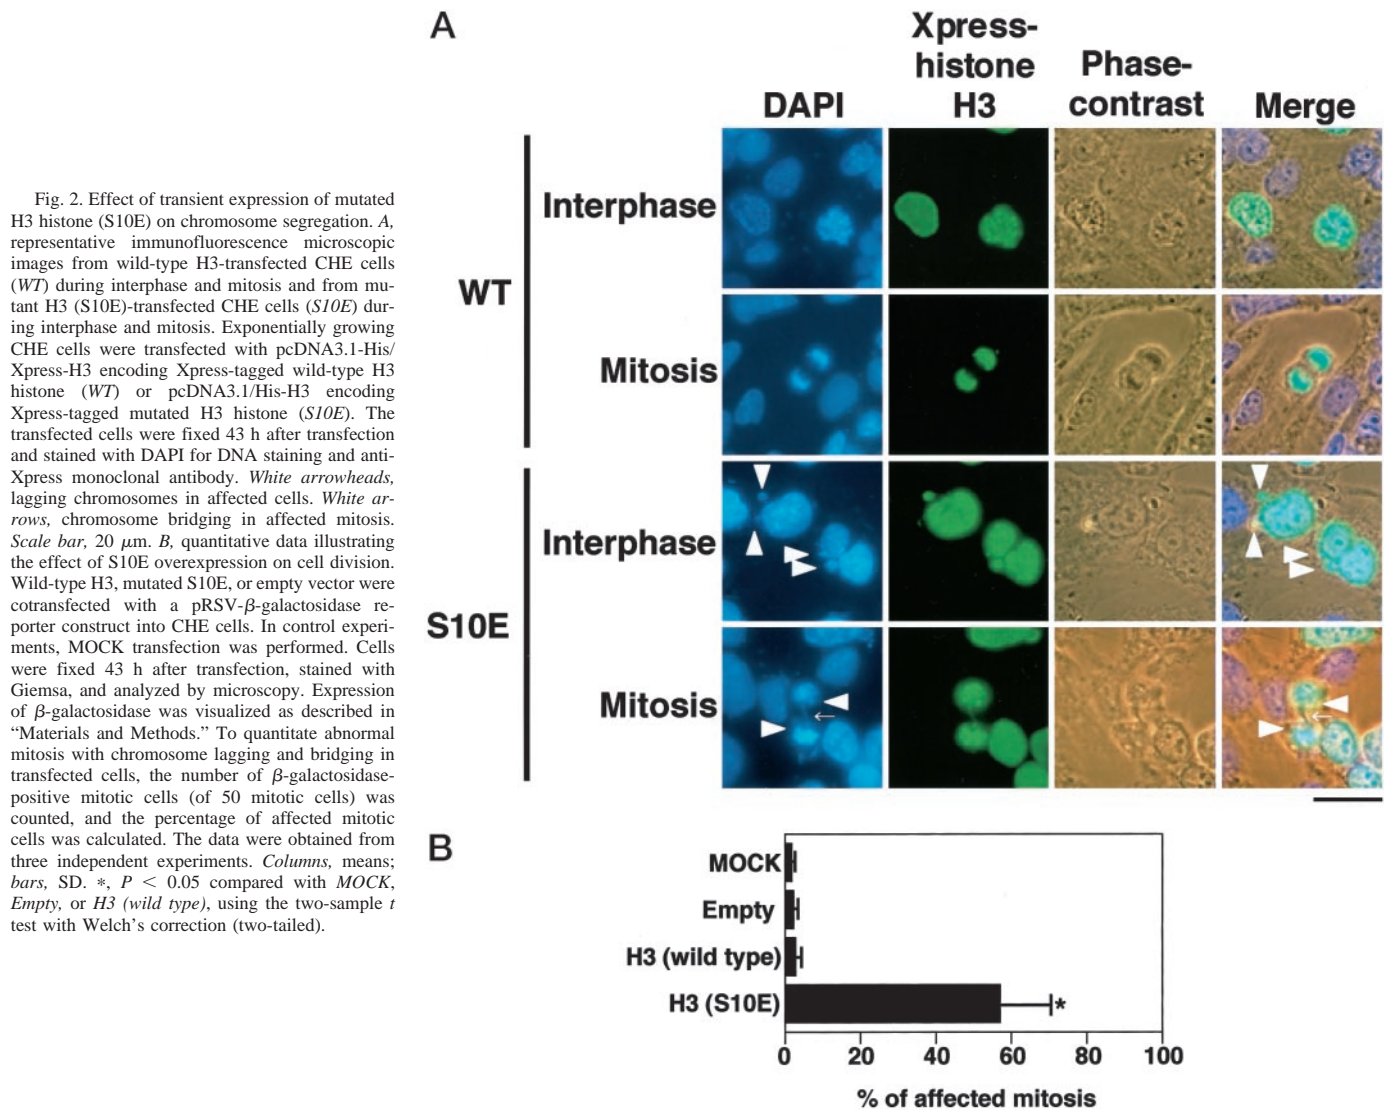 Fig. 2. Effect of transient expression of mutated
H3 histone (S10E) on chromosome segregation. A,
representative immunofluorescence microscopic
images from wild-type H3-transfected CHE cells
(WT) during interphase and mitosis and from mu-
tant H3 (S10E)-transfected CHE cells (S10E) dur-
ing interphase and mitosis. Exponentially growing
CHE cells were transfected with pcDNA3.1-His/
Xpress-H3 encoding Xpress-tagged wild-type H3
histone (WT) or pcDNA3.1/His-H3 encoding
Xpress-tagged mutated H3 histone (S10E). The
transfected cells were fixed 43 h after transfection
and stained with DAPI for DNA staining and anti-
Xpress monoclonal antibody. White arrowheads,
lagging chromosomes in affected cells. White ar-
rows, chromosome bridging in affected mitosis.
Scale bar, 20 μm. B, quantitative data illustrating
the effect of S10E overexpression on cell division.
Wild-type H3, mutated S10E, or empty vector were
cotransfected with a pRSV-β-galactosidase re-
porter construct into CHE cells. In control experi-
ments, MOCK transfection was performed. Cells
were fixed 43 h after transfection, stained with
Giemsa, and analyzed by microscopy. Expression
of β-galactosidase was visualized as described in
“Materials and Methods.” To quantitate abnormal
mitosis with chromosome lagging and bridging in
transfected cells, the number of β-galactosidase-
positive mitotic cells (of 50 mitotic cells) was
counted, and the percentage of affected mitotic
cells was calculated. The data were obtained from
three independent experiments. Columns, means;
bars, SD. *, P < 0.05 compared with MOCK,
Empty, or H3 (wild type), using the two-sample t
test with Welch’s correction (two-tailed).
A
DAPI
Xpress-
histone
H3
Phase-
contrast
Merge
WT
Interphase
Mitosis
S10E
Interphase
Mitosis
B
MOCK
Empty
H3 (wild type)
H3 (S10E)
*
0 20 40 60 80 100
% of affected mitosis